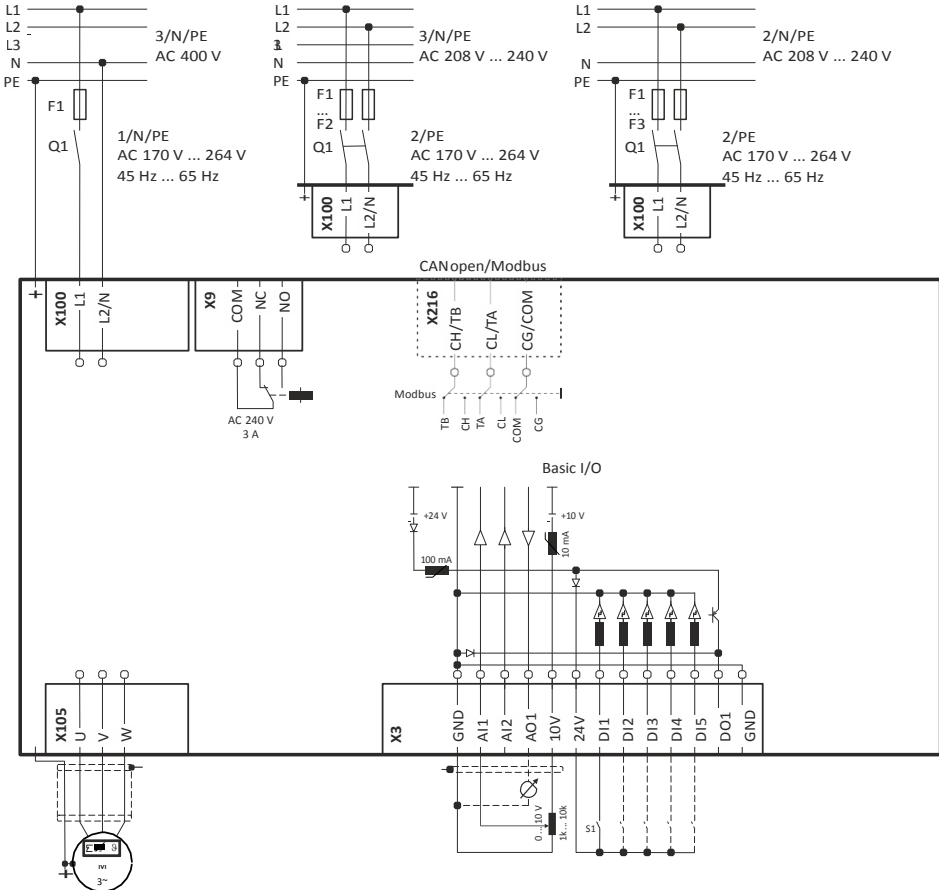 L1
L2
L3
N
PE
3/N/PE
AC 400 V
F1
Q1
1/N/PE
AC 170 V ... 264 V
45 Hz ... 65 Hz
L1
L2
N
PE
3/N/PE
AC 208 V ... 240 V
F1
...
F2
Q1
2/PE
AC 170 V ... 264 V
45 Hz ... 65 Hz
X100
L1
L2/N
L1
L2
N
PE
2/N/PE
AC 208 V ... 240 V
F1
...
F3
Q1
2/PE
AC 170 V ... 264 V
45 Hz ... 65 Hz
X100
L1
L2/N
X100
L1
L2/N
X9
COM
NC
NO
AC 240 V
3 A
CANopen/Modbus
X216
CH/TB
CL/TA
CG/COM
Modbus
TB
CH
TA
CL
COM
CG
Basic I/O
+24 V
100 mA
+10 V
10 mA
X105
U
V
W
X3
GND
AI1
AI2
AO1
10V
24V
DI1
DI2
DI3
DI4
DI5
DO1
GND
0 ... 10 V
1k ... 10k
S1
3~